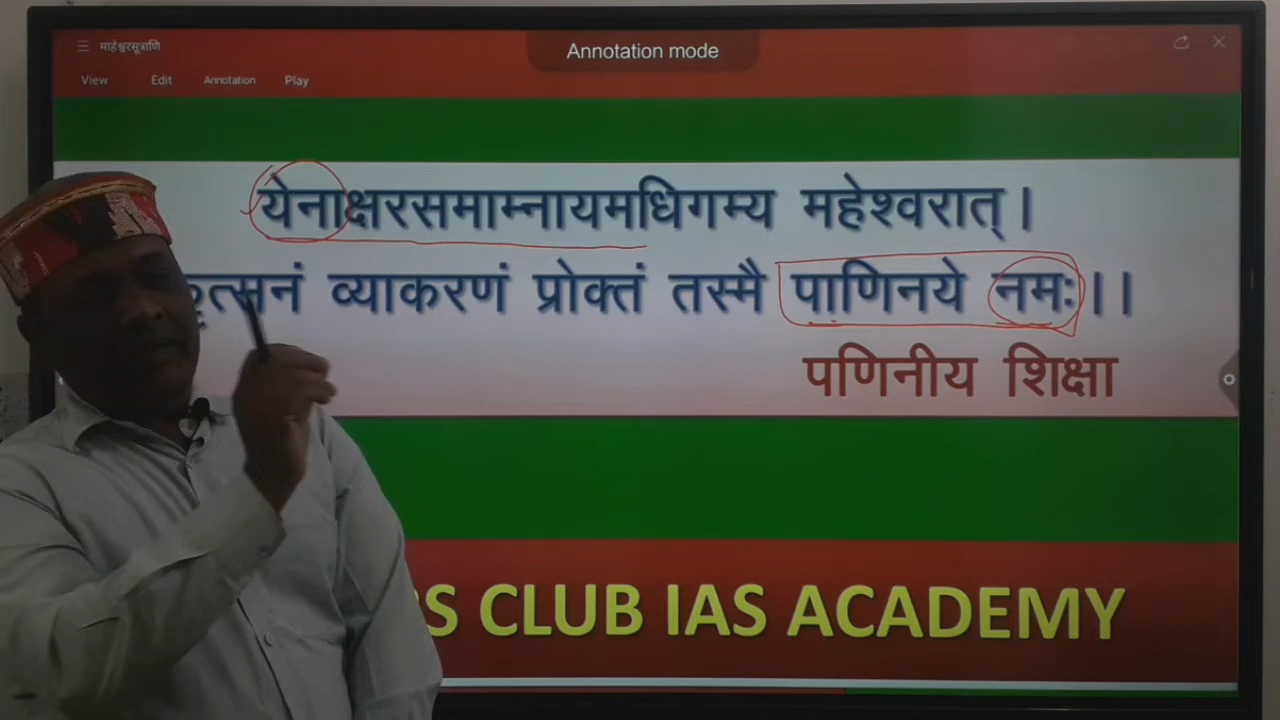 माहेश्वरसूत्राणि
Annotation mode
View Edit Annotation Play
येनाक्षरसमाम्नायमधिगम्य महेश्वरात् ।
व्याकरणं प्रोक्तं तस्मै पाणिनये नमः।।
पणिनीय शिक्षा
CLUB IAS ACADEMY